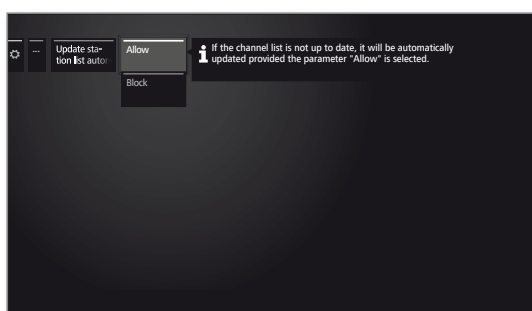 ...
Update sta-
tion list autom
Allow
Block
i
If the channel list is not up to date, it will be automatically
updated provided the parameter "Allow" is selected.